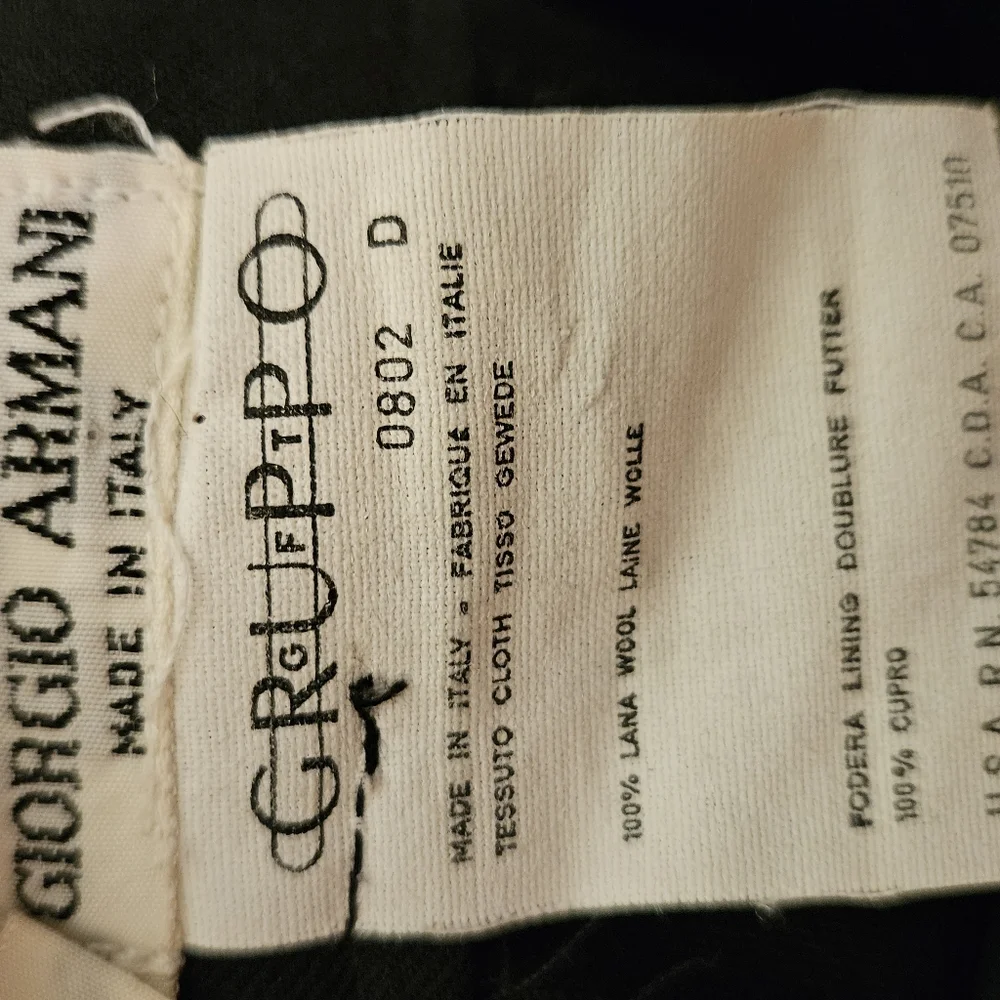 GIORGIO ARMANI
MADE IN ITALY
GRUPPO
GFT
0802 D
MADE IN ITALY - FABRIQUÉ EN ITALIE
TESSUTO CLOTH TISSO GEWEDE
100% LANA WOOL LAINE WOLLE
FODERA LINING DOUBLURE FUTTER
100% CUPRO
U.S.A. R N 54784 C.D.A. C.A. 07510